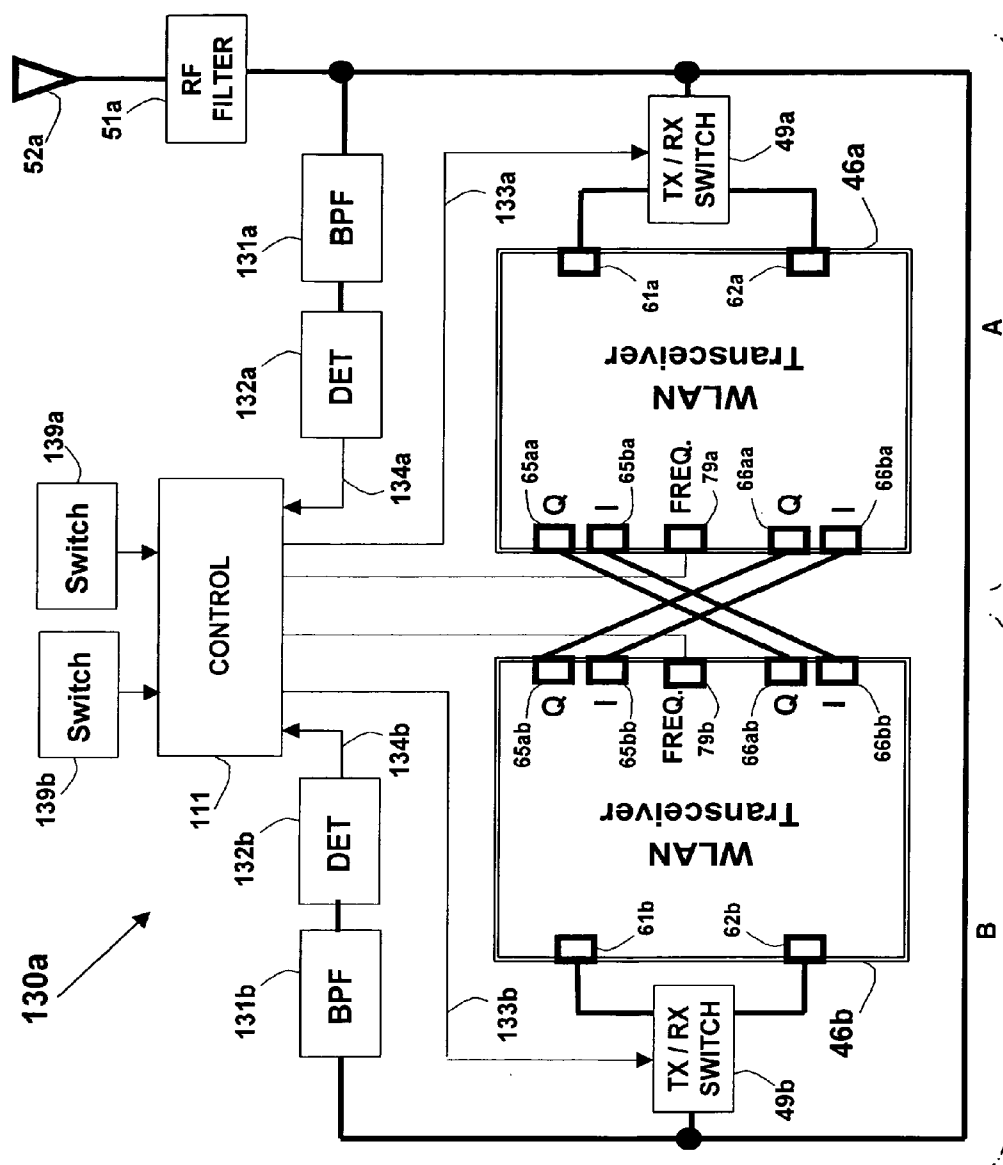 130a
139b
Switch
139a
Switch
52a
111
CONTROL
51a
RF
FILTER
131b
BPF
132b
DET
134b
132a
DET
134a
131a
BPF
133b
133a
TX / RX
SWITCH
49b
TX / RX
SWITCH
49a
46b
46a
61b
62b
WLAN
Transceiver
65ab
Q
65bb
I
FREQ.
79b
66ab
Q
66bb
I
65aa
Q
65ba
I
FREQ.
79a
66aa
Q
66ba
I
WLAN
Transceiver
61a
62a
B
A